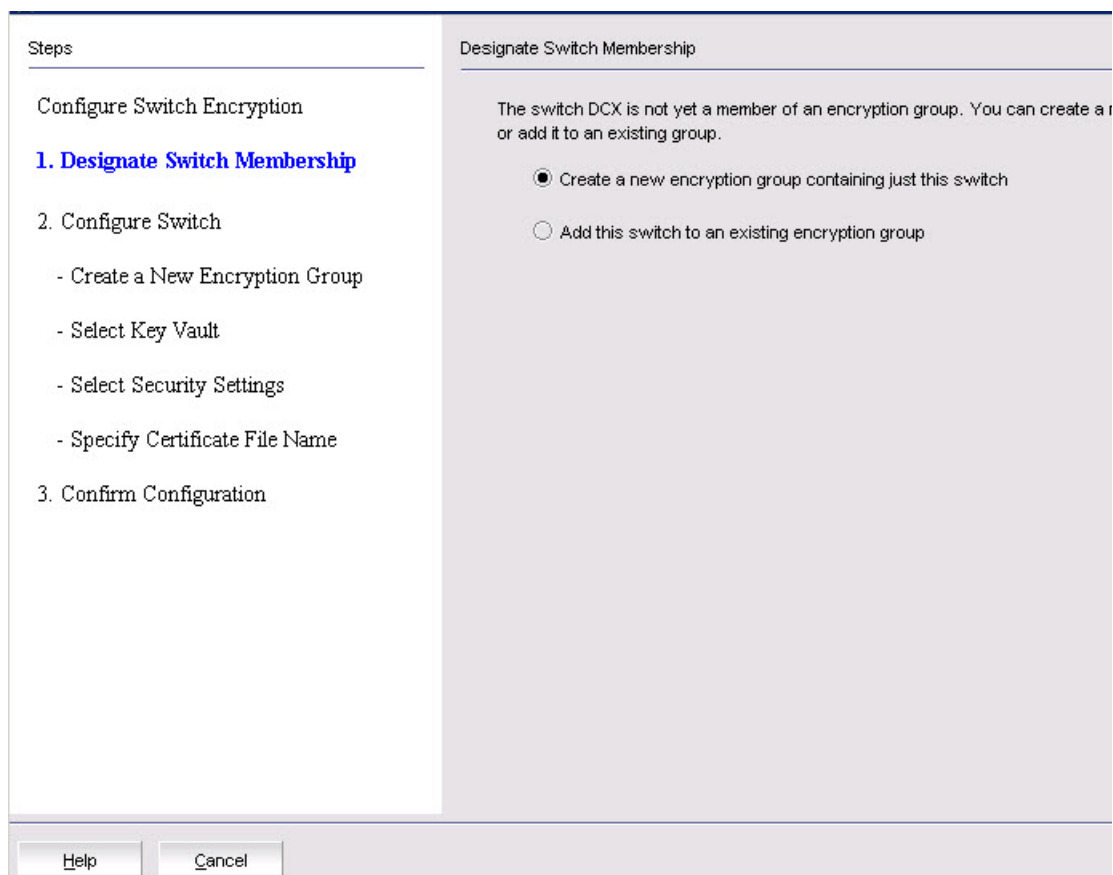 Steps
Configure Switch Encryption
1. Designate Switch Membership
2. Configure Switch
- Create a New Encryption Group
- Select Key Vault
- Select Security Settings
- Specify Certificate File Name
3. Confirm Configuration
Designate Switch Membership
The switch DCX is not yet a member of an encryption group. You can create a
or add it to an existing group.
Create a new encryption group containing just this switch
Add this switch to an existing encryption group
Help
Cancel